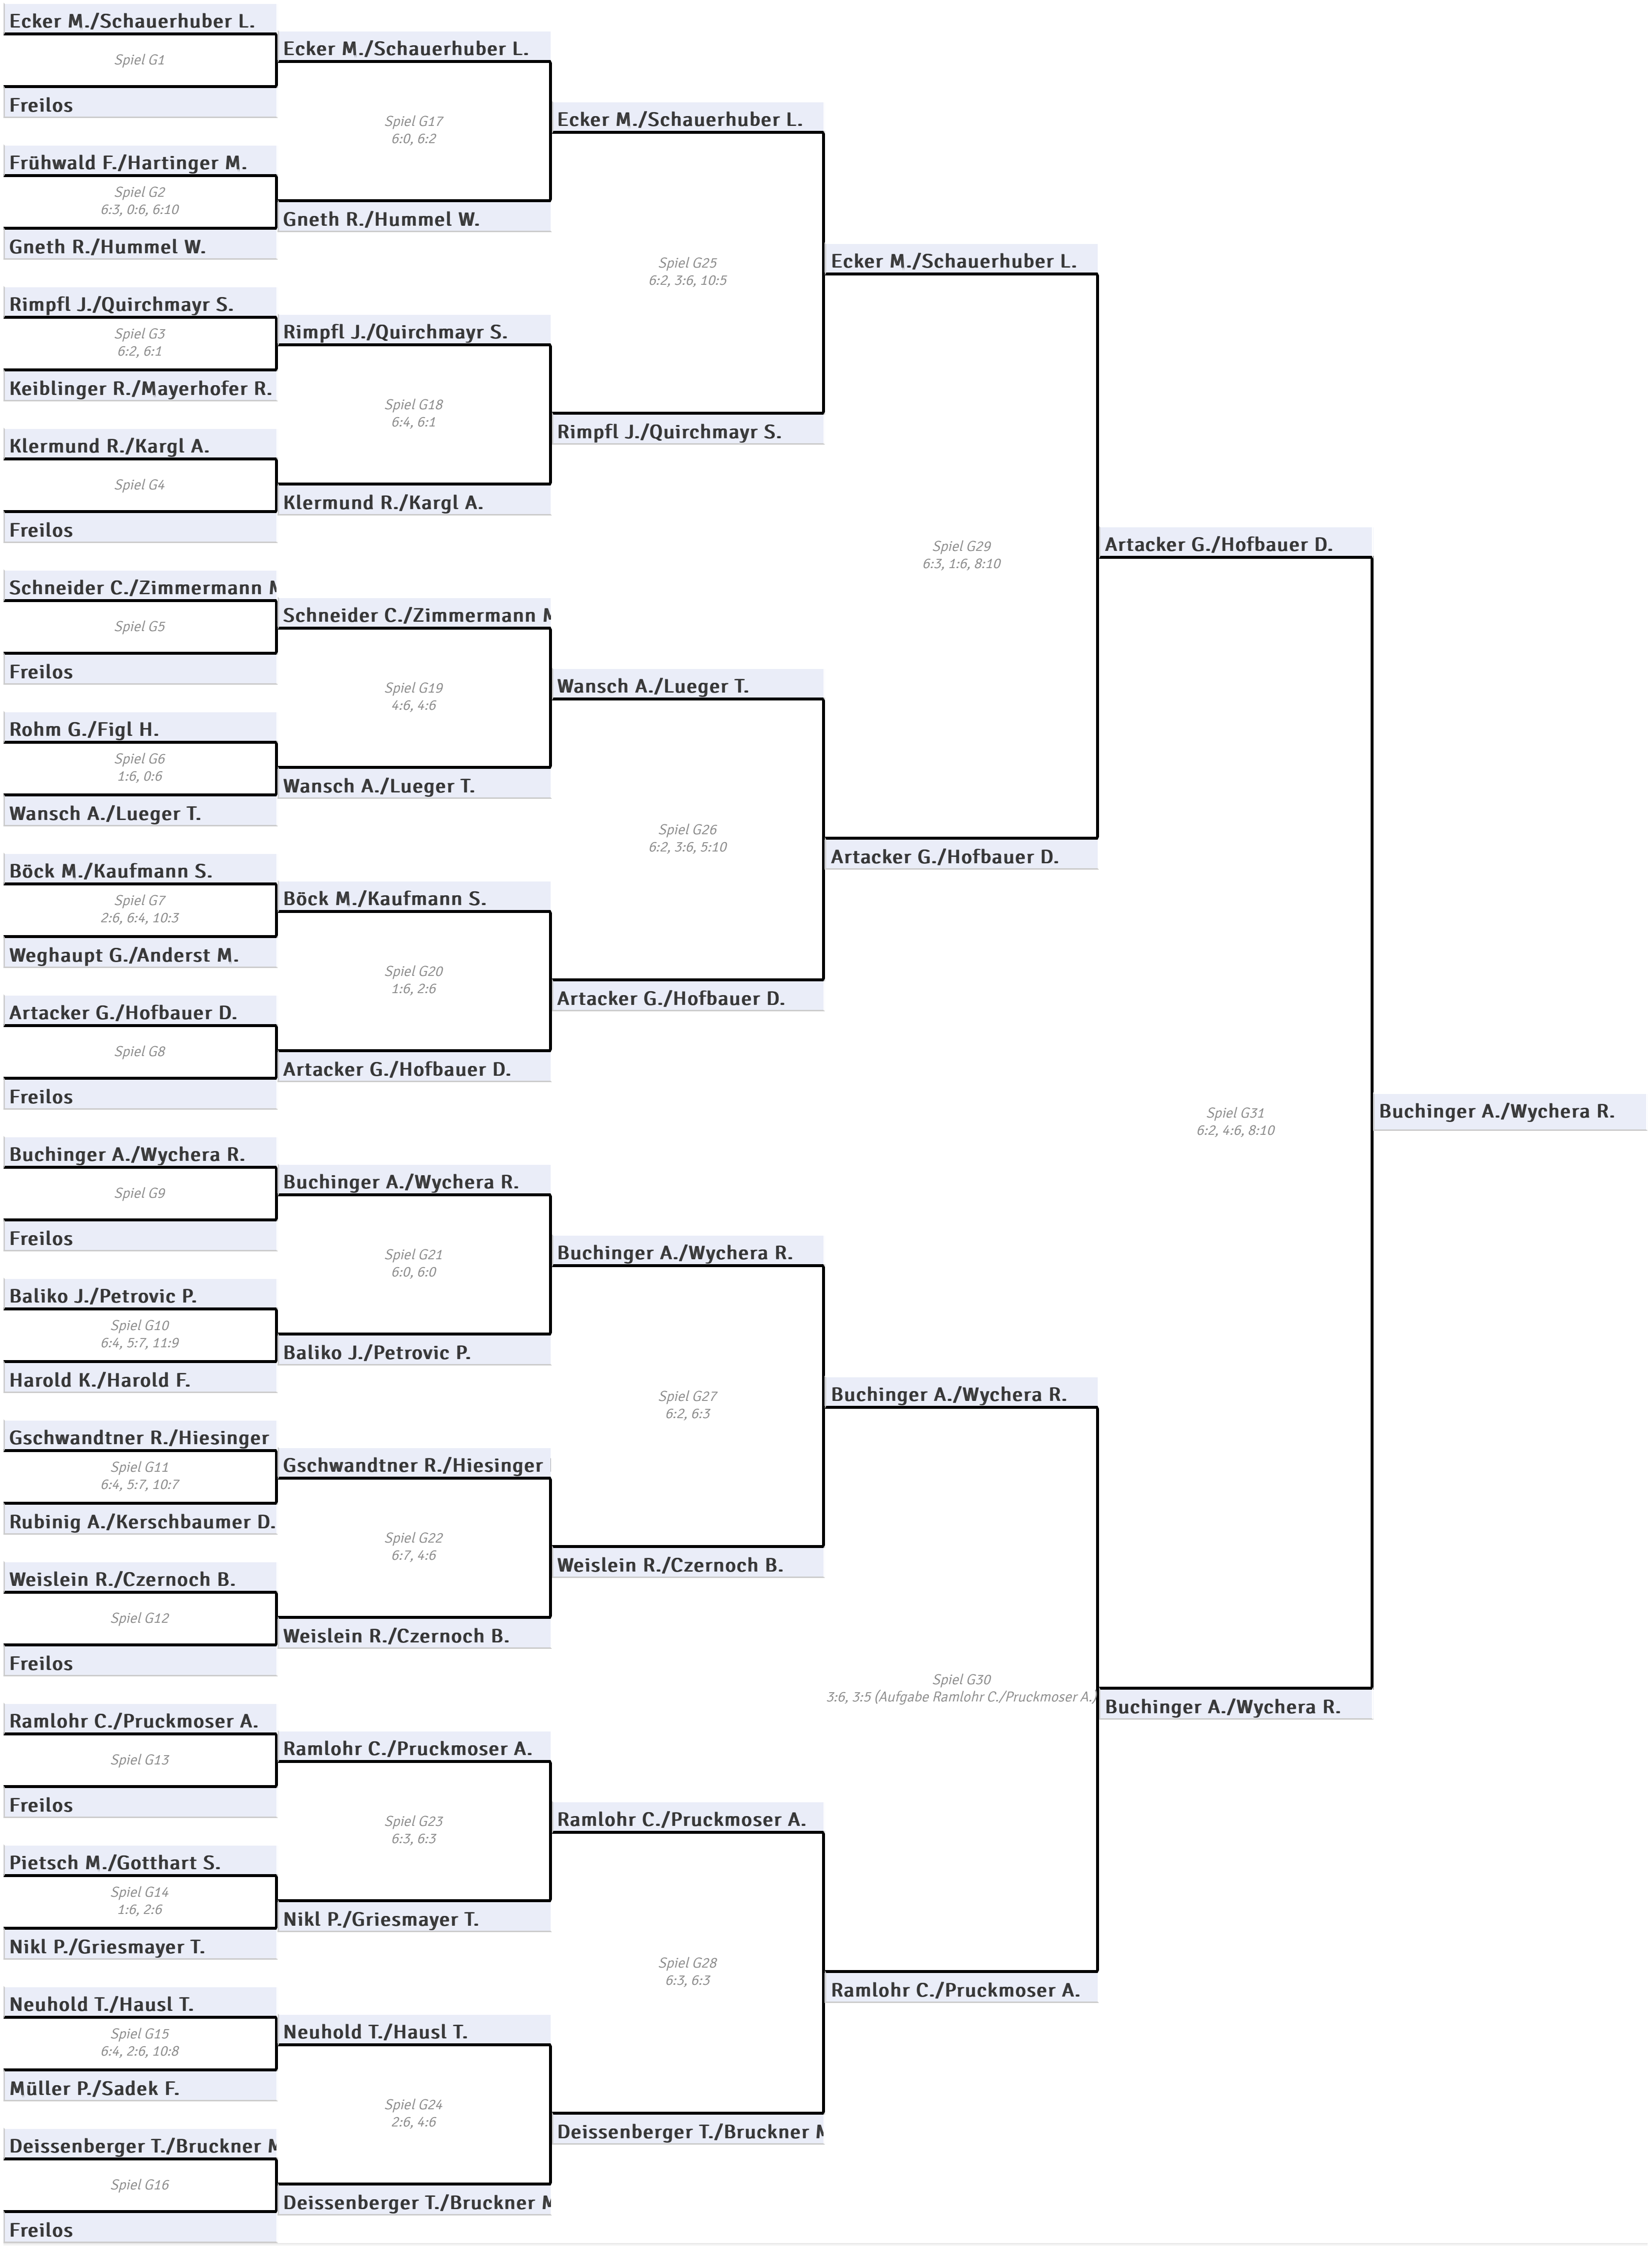 Ecker M./Schauerhuber L.
Spiel G1
Freilos
Frühwald F./Hartinger M.
Spiel G2
6:3, 0:6, 6:10
Gneth R./Hummel W.
Rimpfl J./Quirchmayr S.
Spiel G3
6:2, 6:1
Keiblinger R./Mayerhofer R.
Klermund R./Kargl A.
Spiel G4
Freilos
Schneider C./Zimmermann M
Spiel G5
Freilos
Rohm G./Figl H.
Spiel G6
1:6, 0:6
Wansch A./Lueger T.
Böck M./Kaufmann S.
Spiel G7
2:6, 6:4, 10:3
Weghaupt G./Anderst M.
Artacker G./Hofbauer D.
Spiel G8
Freilos
Buchinger A./Wychera R.
Spiel G9
Freilos
Baliko J./Petrovic P.
Spiel G10
6:4, 5:7, 11:9
Harold K./Harold F.
Gschwandtner R./Hiesinger
Spiel G11
6:4, 5:7, 10:7
Rubinig A./Kerschbaumer D.
Weislein R./Czernoch B.
Spiel G12
Freilos
Ramlohr C./Pruckmoser A.
Spiel G13
Freilos
Pietsch M./Gotthart S.
Spiel G14
1:6, 2:6
Nikl P./Griesmayer T.
Neuhold T./Hausl T.
Spiel G15
6:4, 2:6, 10:8
Müller P./Sadek F.
Deissenberger T./Bruckner M
Spiel G16
Freilos
Ecker M./Schauerhuber L.
Spiel G17
6:0, 6:2
Gneth R./Hummel W.
Rimpfl J./Quirchmayr S.
Spiel G18
6:4, 6:1
Klermund R./Kargl A.
Schneider C./Zimmermann M
Spiel G19
4:6, 4:6
Wansch A./Lueger T.
Böck M./Kaufmann S.
Spiel G20
1:6, 2:6
Artacker G./Hofbauer D.
Buchinger A./Wychera R.
Spiel G21
6:0, 6:0
Baliko J./Petrovic P.
Gschwandtner R./Hiesinger
Spiel G22
6:7, 4:6
Weislein R./Czernoch B.
Ramlohr C./Pruckmoser A.
Spiel G23
6:3, 6:3
Nikl P./Griesmayer T.
Neuhold T./Hausl T.
Spiel G24
2:6, 4:6
Deissenberger T./Bruckner M
Ecker M./Schauerhuber L.
Spiel G25
6:2, 3:6, 10:5
Rimpfl J./Quirchmayr S.
Wansch A./Lueger T.
Spiel G26
6:2, 3:6, 5:10
Artacker G./Hofbauer D.
Buchinger A./Wychera R.
Spiel G27
6:2, 6:3
Weislein R./Czernoch B.
Ramlohr C./Pruckmoser A.
Spiel G28
6:3, 6:3
Deissenberger T./Bruckner M
Ecker M./Schauerhuber L.
Spiel G29
6:3, 1:6, 8:10
Artacker G./Hofbauer D.
Buchinger A./Wychera R.
Spiel G30
3:6, 3:5 (Aufgabe Ramlohr C./Pruckmoser A.)
Ramlohr C./Pruckmoser A.
Artacker G./Hofbauer D.
Spiel G31
6:2, 4:6, 8:10
Buchinger A./Wychera R.
Buchinger A./Wychera R.